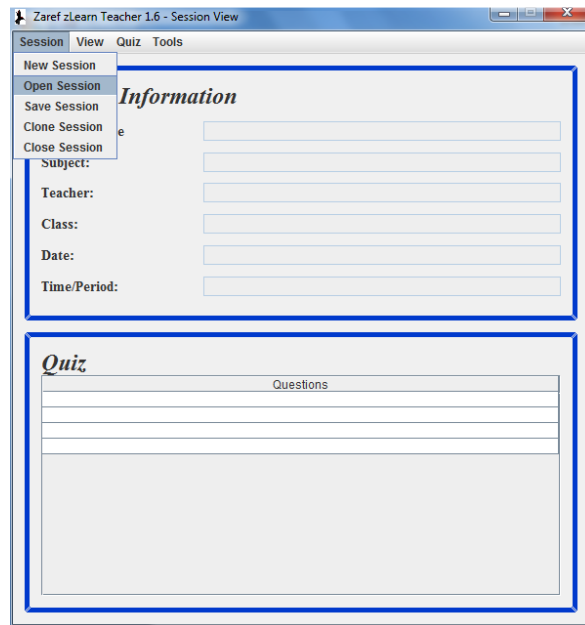 Zaref zLearn Teacher 1.6 - Session View
Session View Quiz Tools
New Session
Open Session
Save Session
Clone Session
Close Session
Information
e
Subject:
Teacher:
Class:
Date:
Time/Period:
Quiz
Questions